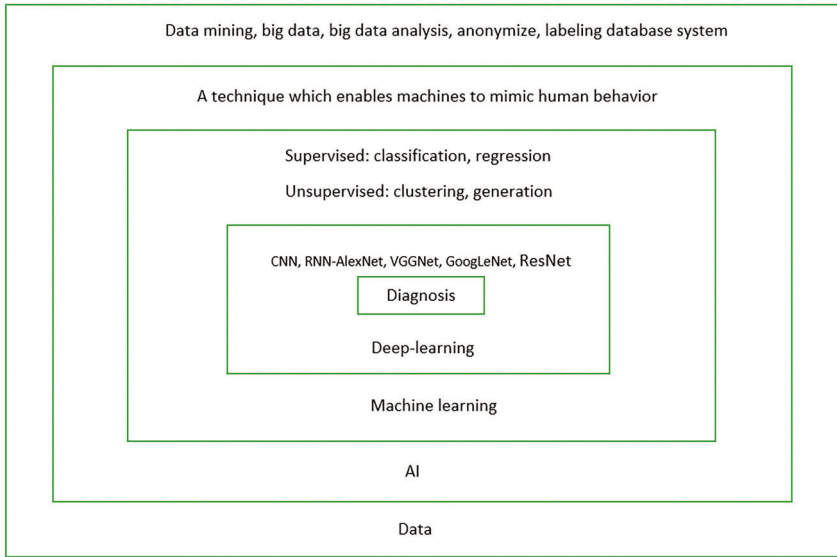 Data mining, big data, big data analysis, anonymize, labeling database system
A technique which enables machines to mimic human behavior
Supervised: classification, regression
Unsupervised: clustering, generation
CNN, RNN-AlexNet, VGGNet, GoogLeNet, ResNet
Diagnosis
Deep-learning
Machine learning
AI
Data